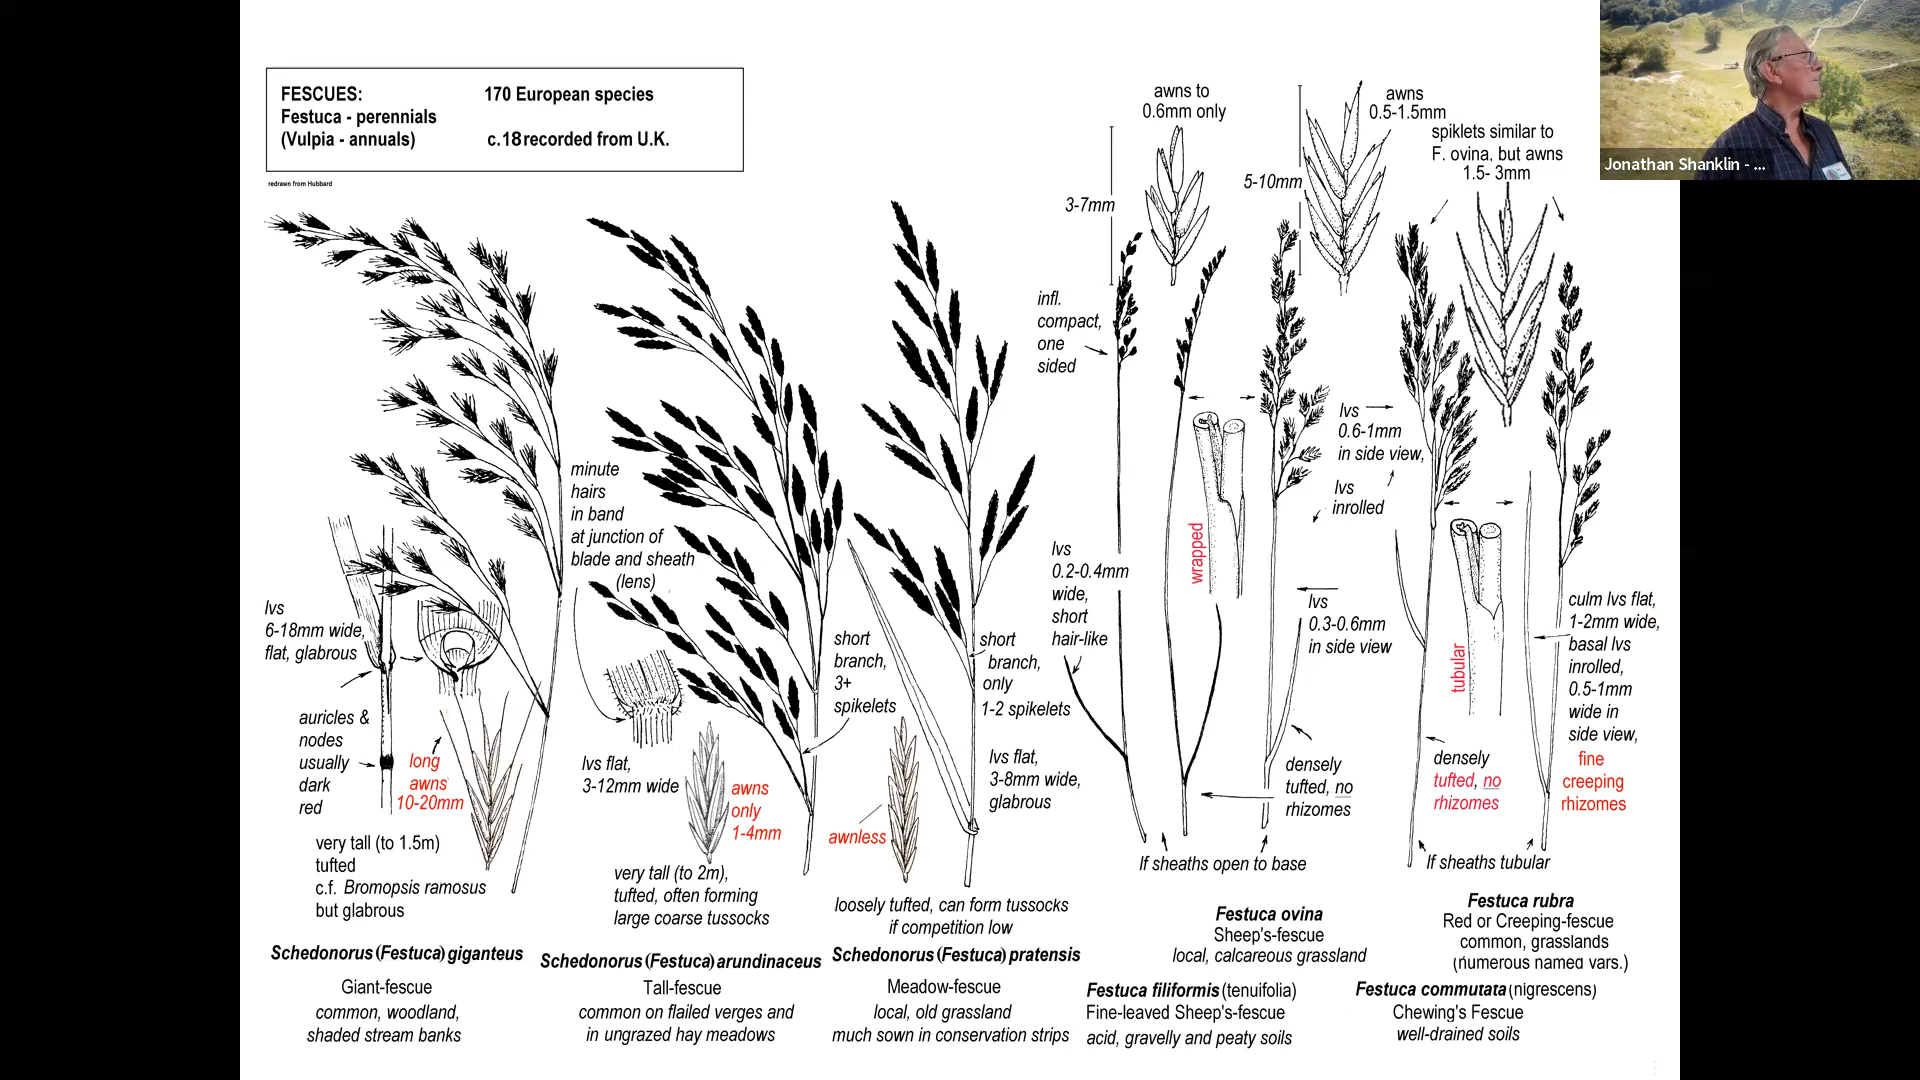 FESCUES: 170 European species
Festuca - perennials
(Vulpia - annuals) c.18 recorded from U.K.
redrawn from Hubbard
Jonathan Shanklin - ...
awns to
0.6mm only
3-7mm
5-10mm
awns
0.5-1.5mm
spiklets similar to
F. ovina, but awns
1.5- 3mm
infl.
compact,
one
sided
lvs
0.6-1mm
in side view,
lvs
inrolled
minute
hairs
in band
at junction of
blade and sheath
(lens)
wrapped
tubular
lvs
0.2-0.4mm
wide,
short
hair-like
lvs
0.3-0.6mm
in side view
culm lvs flat,
1-2mm wide,
basal lvs
inrolled,
0.5-1mm
wide in
side view,
fine
creeping
rhizomes
lvs
6-18mm wide,
flat, glabrous
auricles &
nodes
usually
dark
red
long
awns
10-20mm
very tall (to 1.5m)
tufted
c.f. Bromopsis ramosus
but glabrous
Schedonorus (Festuca) giganteus
Giant-fescue
common, woodland,
shaded stream banks
lvs flat,
3-12mm wide
awns
only
1-4mm
short
branch,
3+
spikelets
very tall (to 2m),
tufted, often forming
large coarse tussocks
Schedonorus (Festuca) arundinaceus
Tall-fescue
common on flailed verges and
in ungrazed hay meadows
short
branch,
only
1-2 spikelets
lvs flat,
3-8mm wide,
glabrous
awnless
loosely tufted, can form tussocks
if competition low
Schedonorus (Festuca) pratensis
Meadow-fescue
local, old grassland
much sown in conservation strips
densely
tufted, no
rhizomes
lf sheaths open to base
Festuca ovina
Sheep's-fescue
local, calcareous grassland
Festuca filiformis (tenuifolia)
Fine-leaved Sheep's-fescue
acid, gravelly and peaty soils
densely
tufted, no
rhizomes
lf sheaths tubular
Festuca rubra
Red or Creeping-fescue
common, grasslands
(numerous named vars.)
Festuca commutata (nigrescens)
Chewing's Fescue
well-drained soils